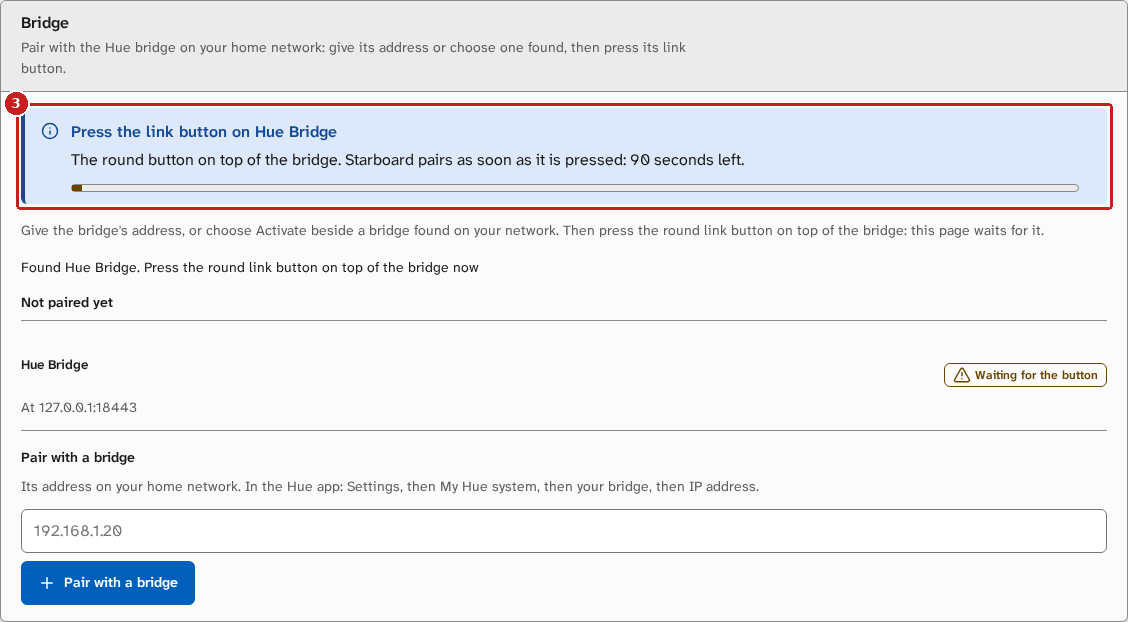 Bridge
Pair with the Hue bridge on your home network: give its address or choose one found, then press its link
button.
3
Press the link button on Hue Bridge
The round button on top of the bridge. Starboard pairs as soon as it is pressed: 90 seconds left.
Give the bridge's address, or choose Activate beside a bridge found on your network. Then press the round link button on top of the bridge: this page waits for it.
Found Hue Bridge. Press the round link button on top of the bridge now
Not paired yet
Hue Bridge
Waiting for the button
At 127.0.0.1:18443
Pair with a bridge
Its address on your home network. In the Hue app: Settings, then My Hue system, then your bridge, then IP address.
192.168.1.20
Pair with a bridge